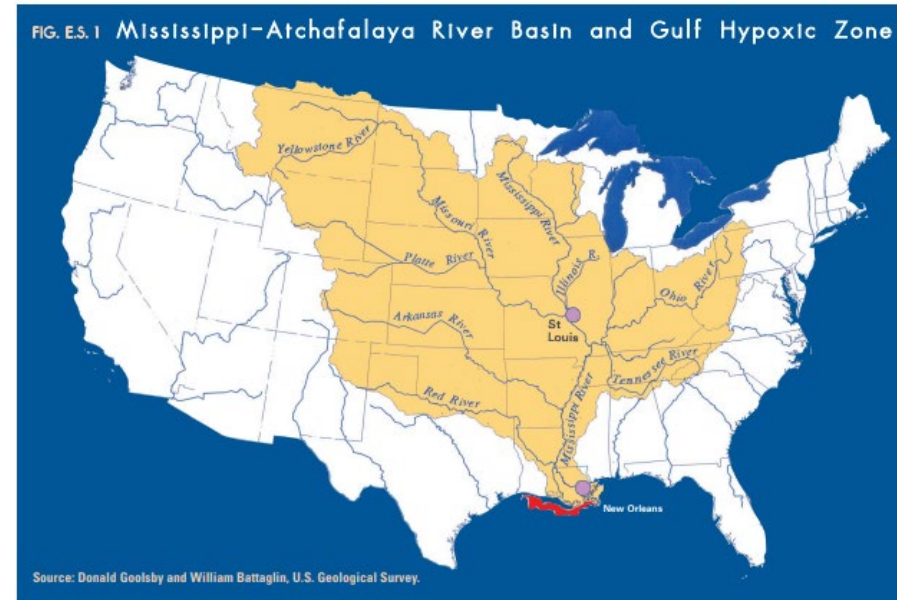 FIG. E.S. 1 Mississippi-Atchafalaya River Basin and Gulf Hypoxic Zone
Yellowstone River
Missouri River
Mississippi River
Platte River
Illinois R.
Ohio River
Arkansas River
St
Louis
Tennessee River
Red River
Mississippi River
New Orleans
Source: Donald Goolsby and William Battaglin, U.S. Geological Survey.